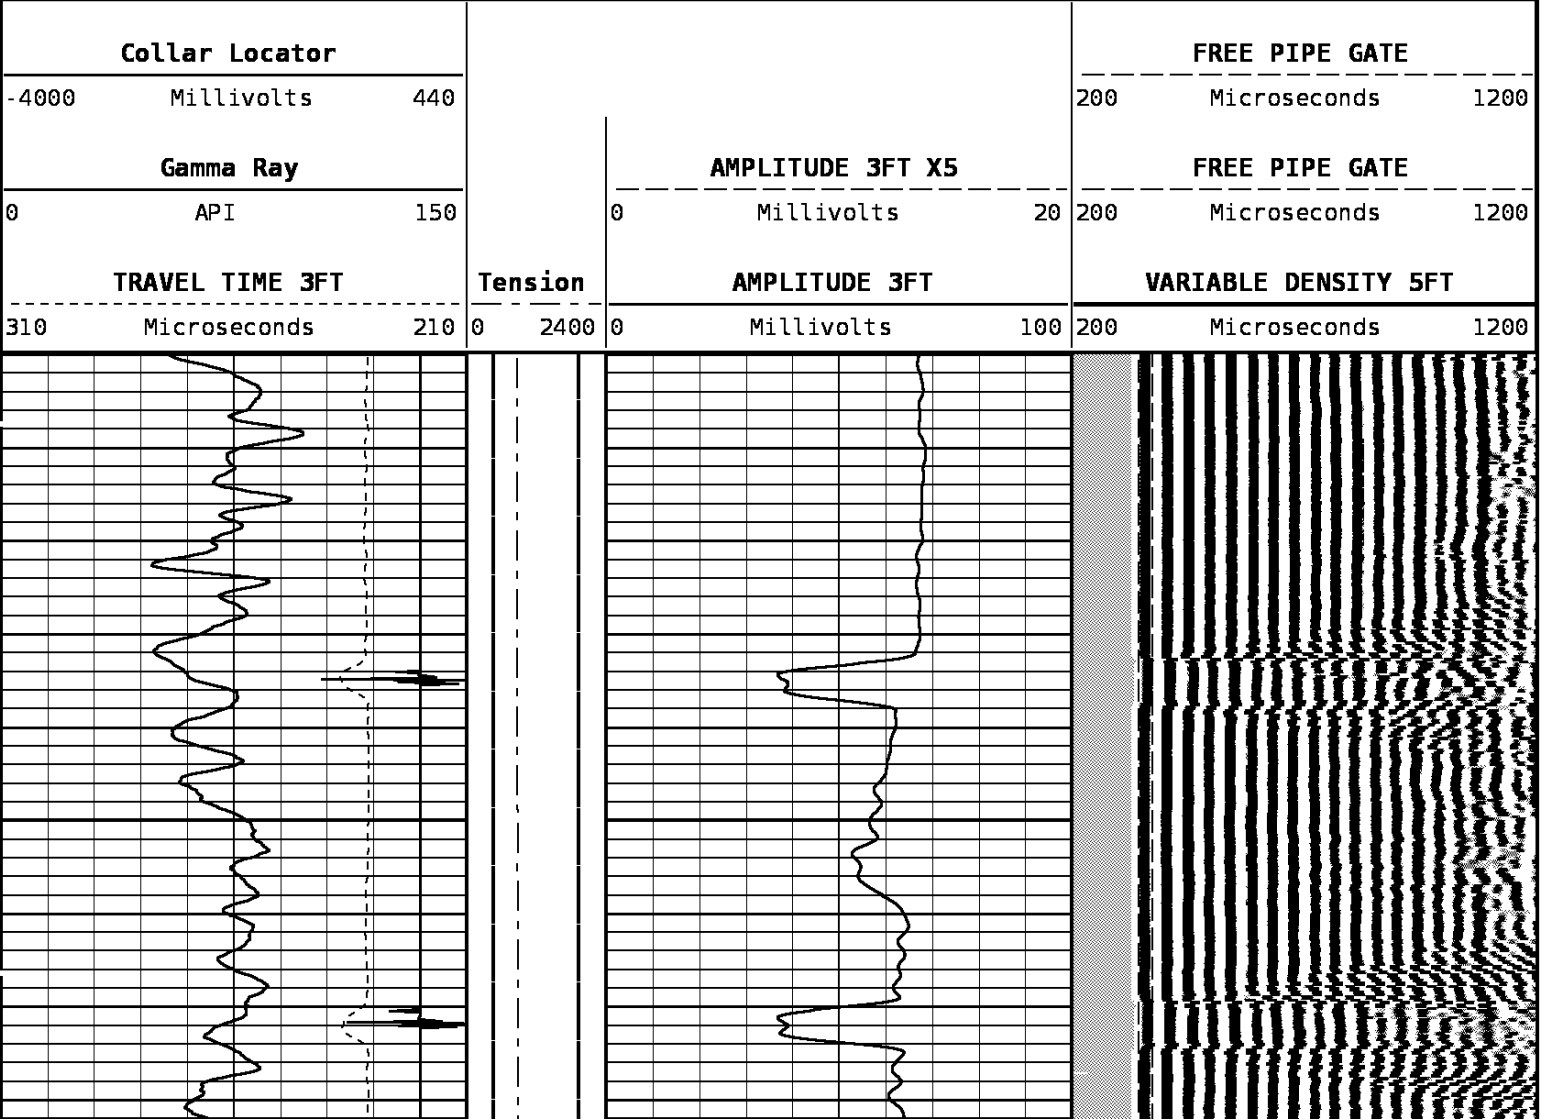 Collar Locator
-4000 Millivolts 440
Gamma Ray
0 API 150
TRAVEL TIME 3FT
310 Microseconds 210
Tension
0 2400
AMPLITUDE 3FT X5
0 Millivolts 20
AMPLITUDE 3FT
0 Millivolts 100
FREE PIPE GATE
200 Microseconds 1200
FREE PIPE GATE
200 Microseconds 1200
VARIABLE DENSITY 5FT
200 Microseconds 1200